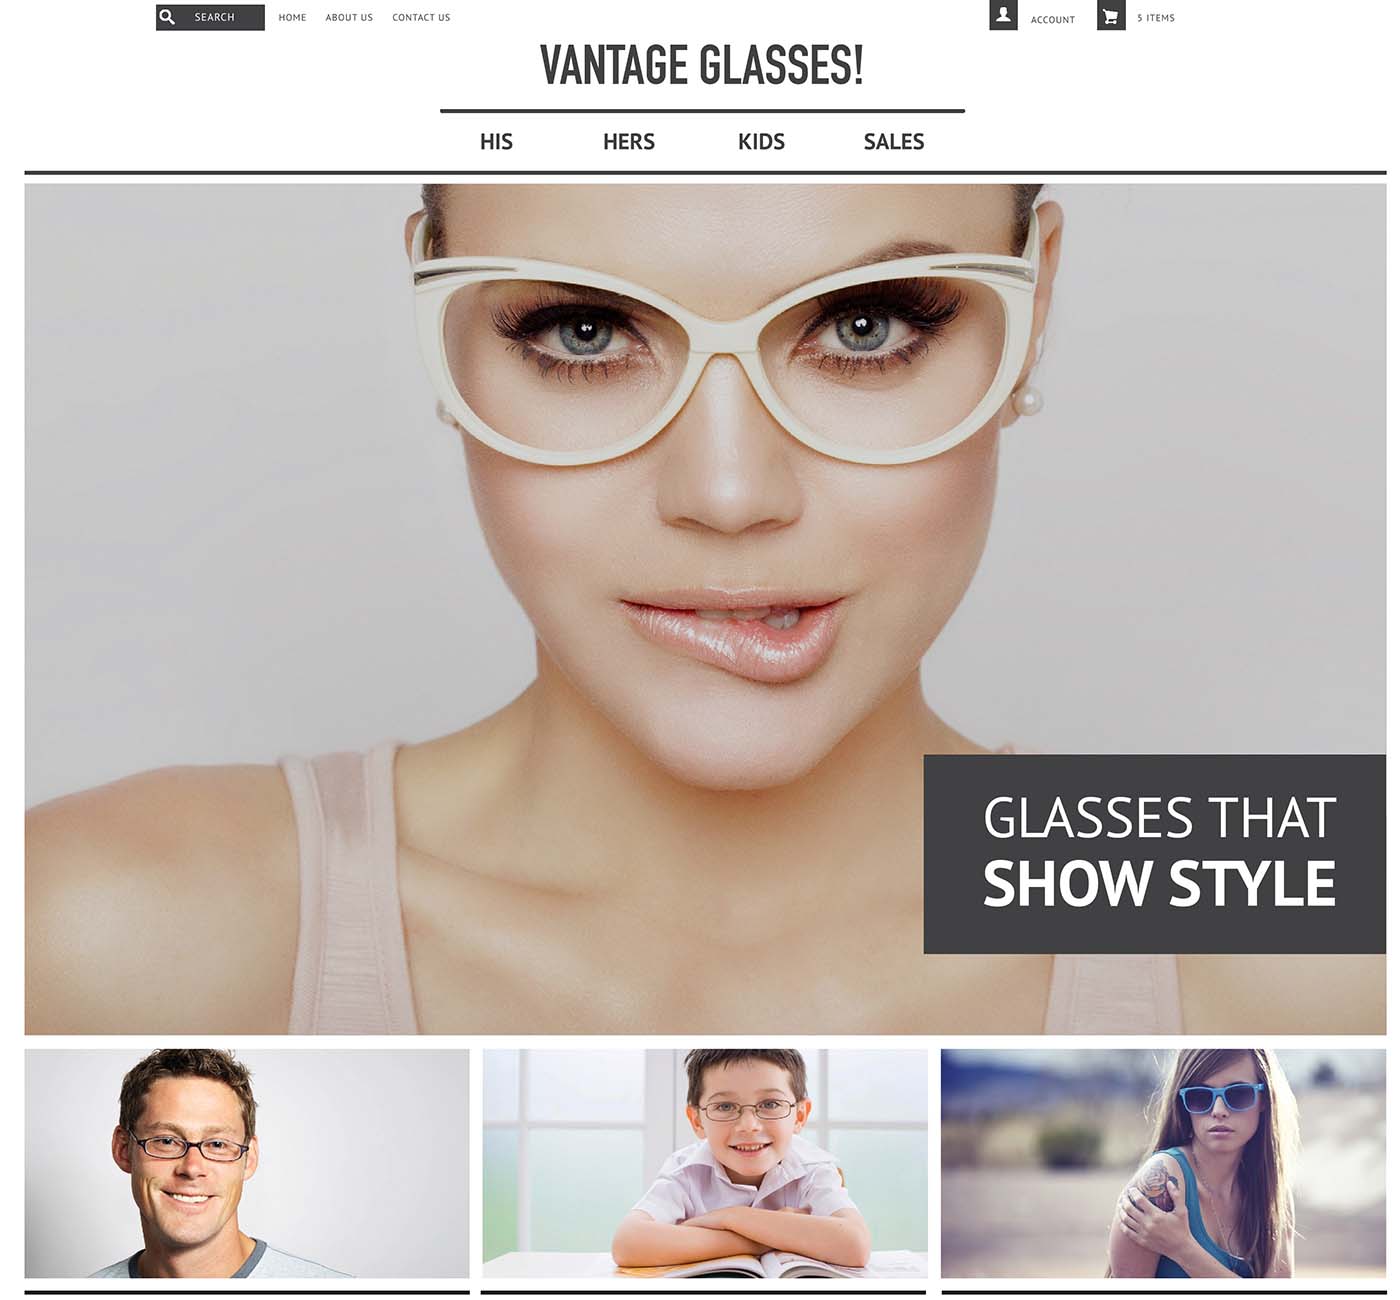 SEARCH HOME ABOUT US CONTACT US ACCOUNT 5 ITEMS
VANTAGE GLASSES!
HIS HERS KIDS SALES
GLASSES THAT
SHOW STYLE